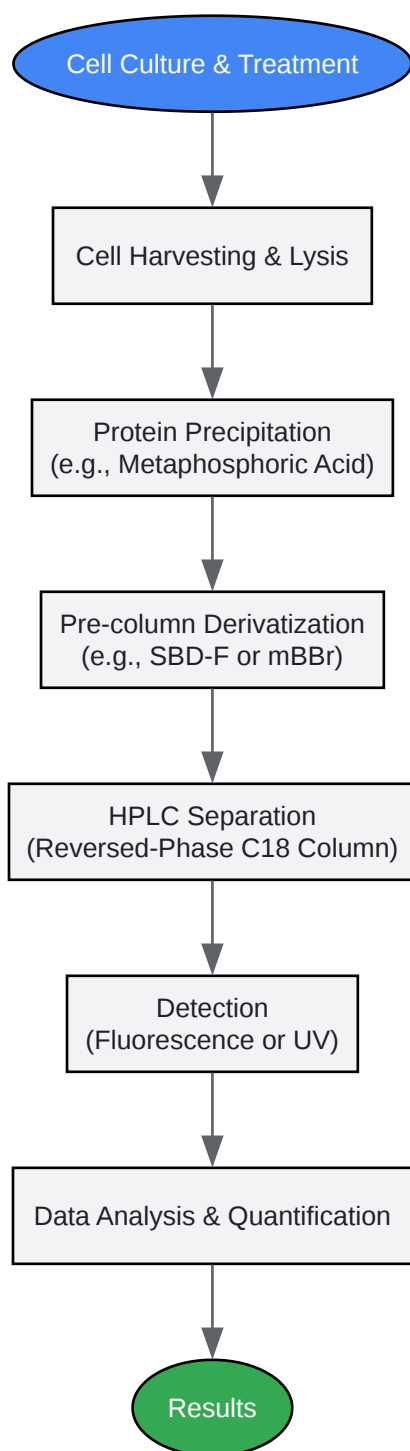 Cell Culture & Treatment
Cell Harvesting & Lysis
Protein Precipitation
(e.g., Metaphosphoric Acid)
Pre-column Derivatization
(e.g., SBD-F or mBBr)
HPLC Separation
(Reversed-Phase C18 Column)
Detection
(Fluorescence or UV)
Data Analysis & Quantification
Results